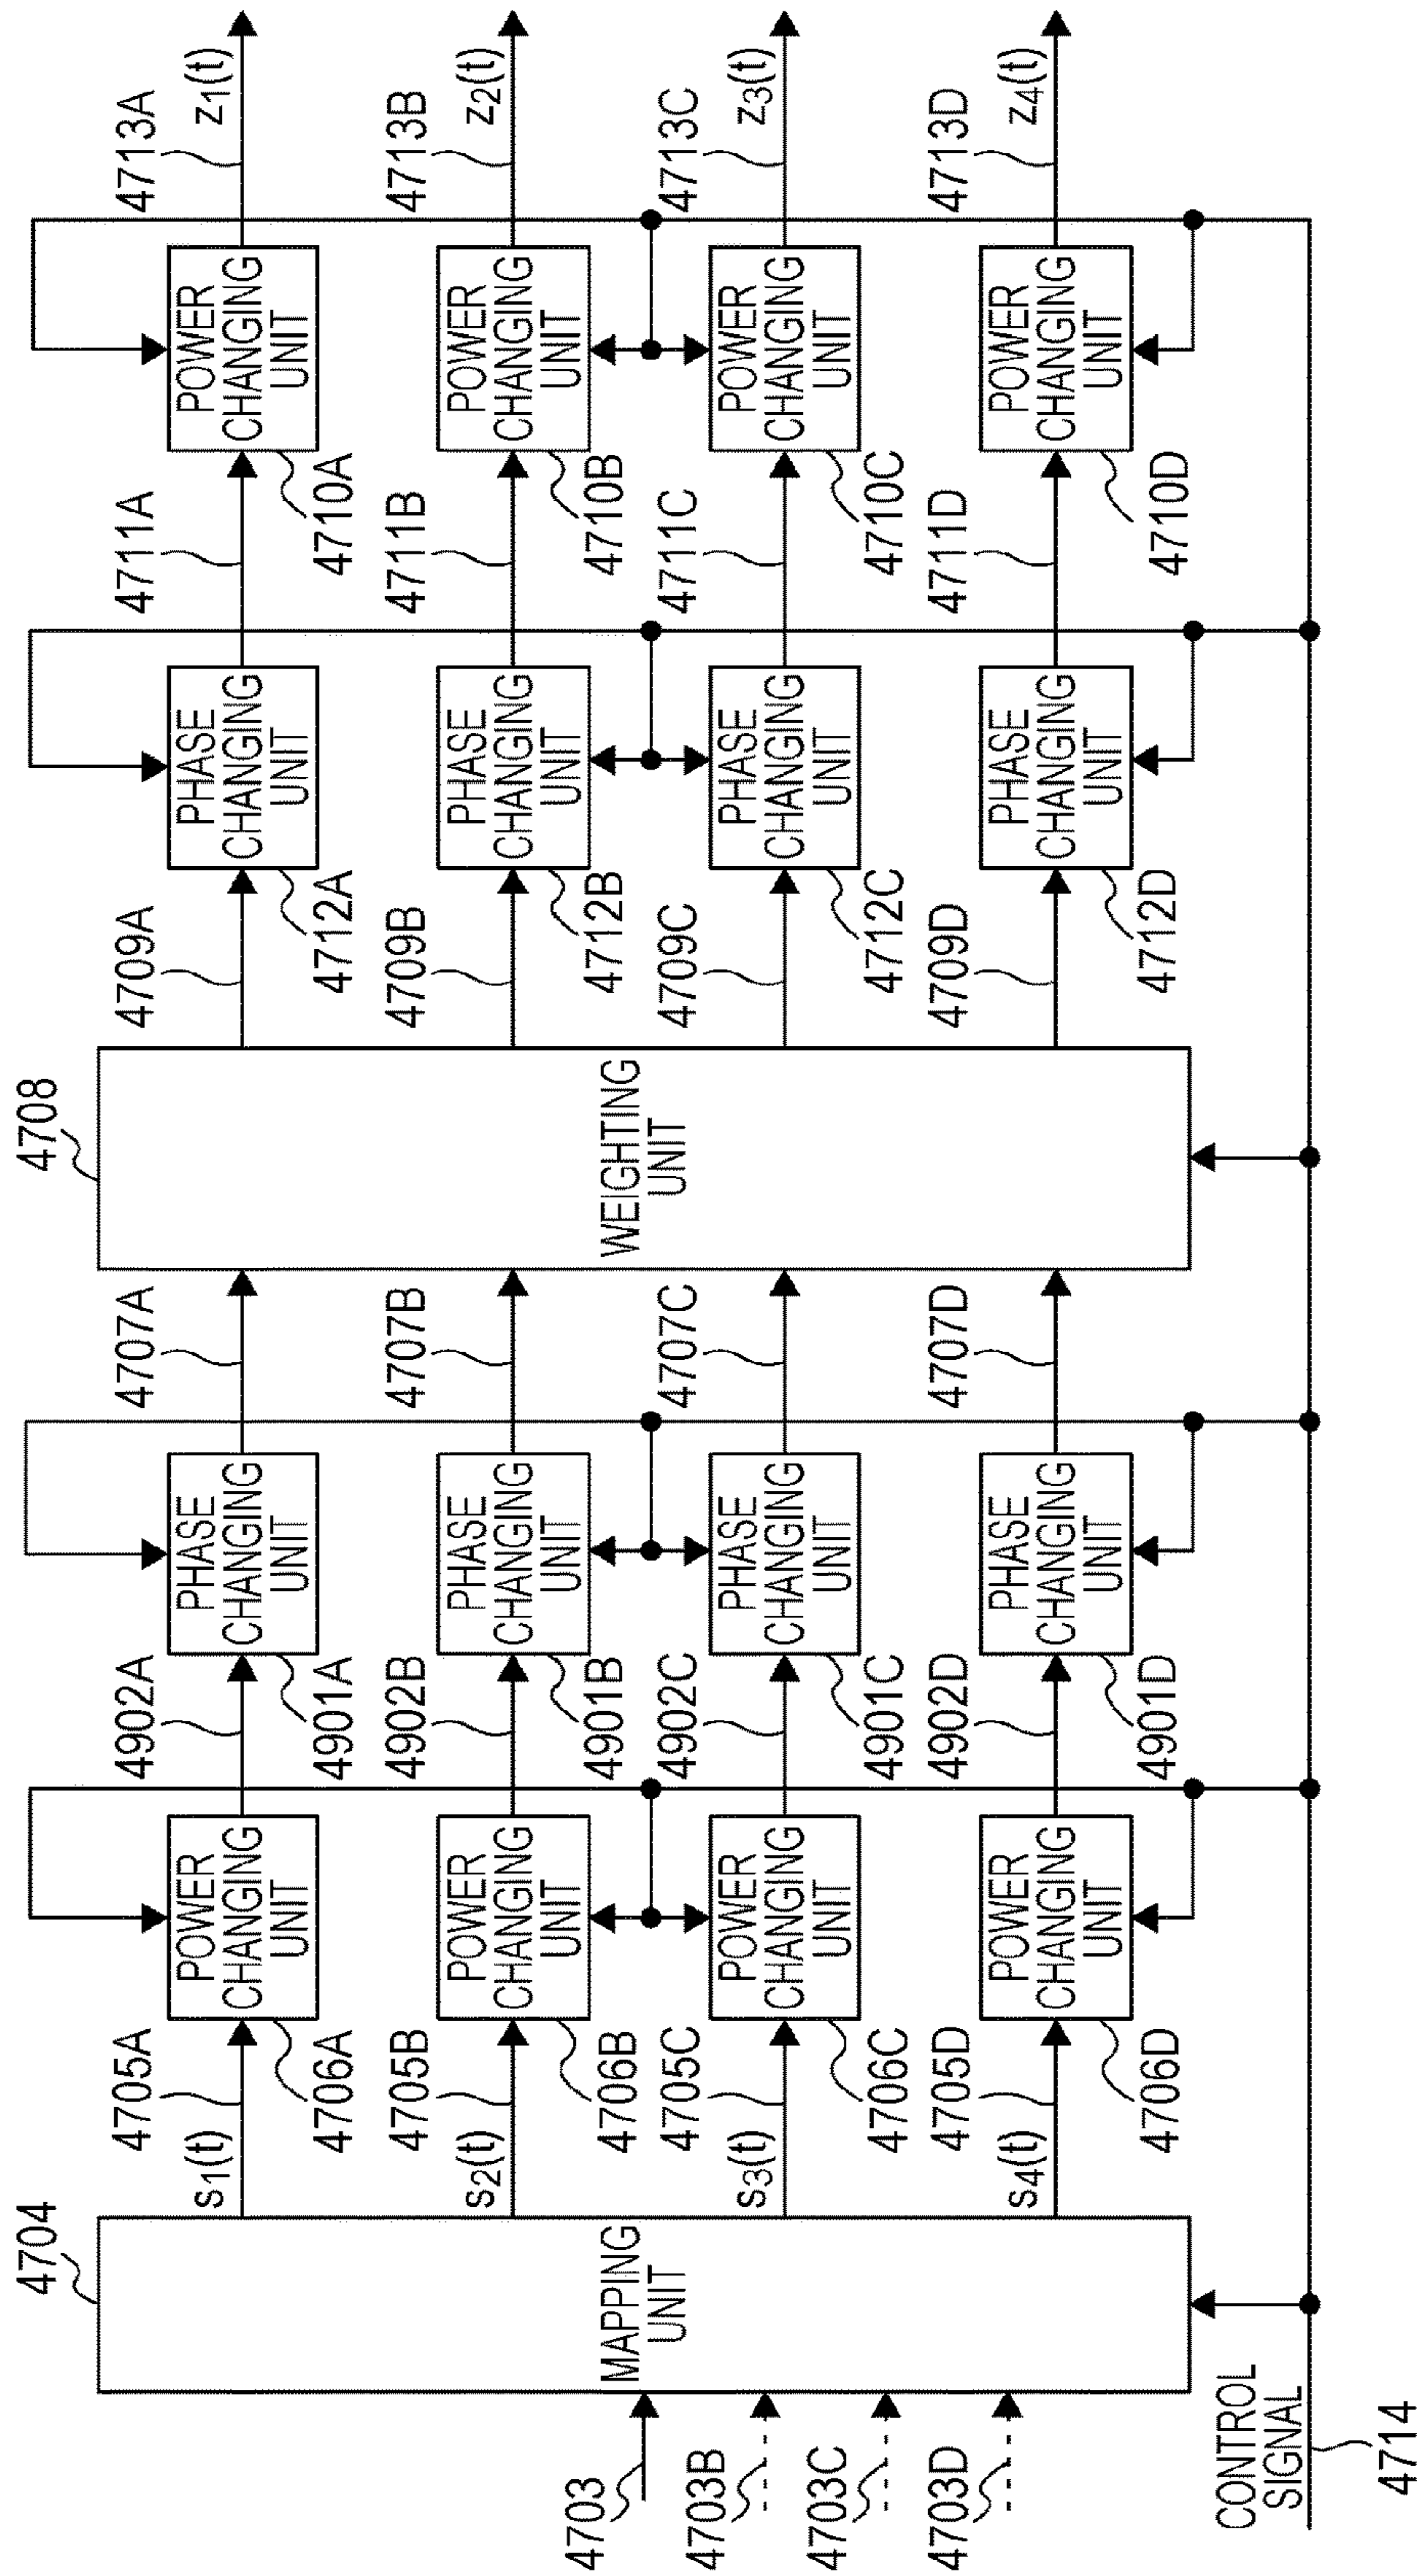 4704
4708
4705A
4902A
4707A
4709A
4711A
4713A
s1(t)
z1(t)
POWER
CHANGING
UNIT
PHASE
CHANGING
UNIT
PHASE
CHANGING
UNIT
POWER
CHANGING
UNIT
4706A
4901A
4712A
4710A
4705B
4902B
4707B
4709B
4711B
4713B
s2(t)
z2(t)
POWER
CHANGING
UNIT
PHASE
CHANGING
UNIT
PHASE
CHANGING
UNIT
POWER
CHANGING
UNIT
4706B
4901B
4712B
4710B
4703
MAPPING
UNIT
WEIGHTING
UNIT
4705C
4902C
4707C
4709C
4711C
4713C
4703B
s3(t)
z3(t)
POWER
CHANGING
UNIT
PHASE
CHANGING
UNIT
PHASE
CHANGING
UNIT
POWER
CHANGING
UNIT
4703C
4706C
4901C
4712C
4710C
4703D
4705D
4902D
4707D
4709D
4711D
4713D
s4(t)
z4(t)
POWER
CHANGING
UNIT
PHASE
CHANGING
UNIT
PHASE
CHANGING
UNIT
POWER
CHANGING
UNIT
4706D
4901D
4712D
4710D
CONTROL
SIGNAL
4714